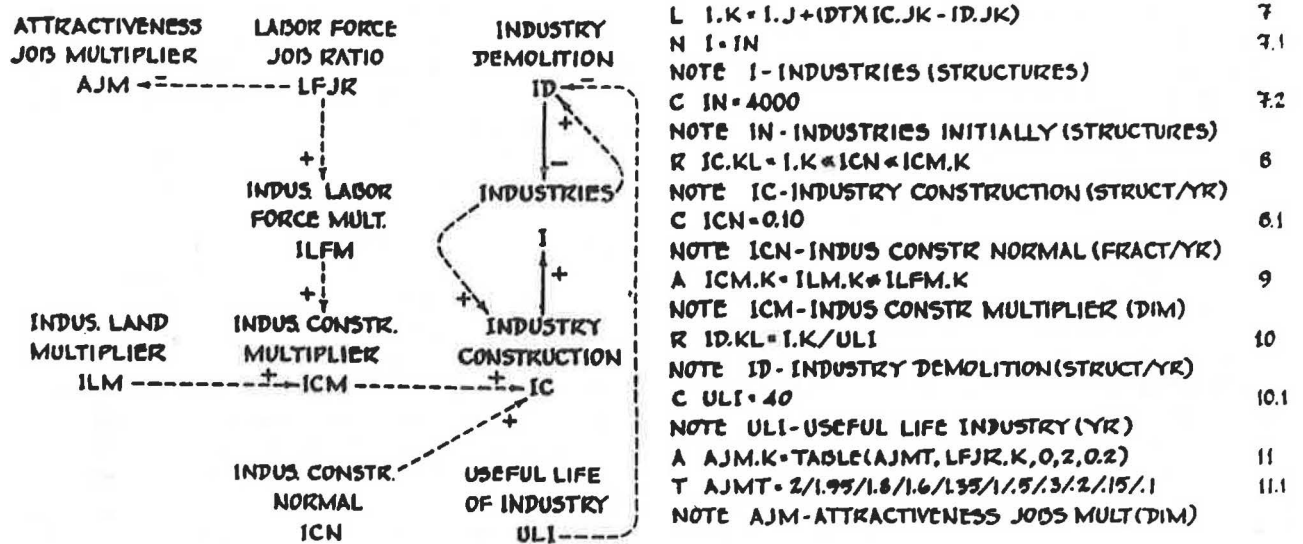 ATTRACTIVENESS
JOB MULTIPLIER
AJM
LABOR FORCE
JOB RATIO
LFJR
INDUSTRY
DEMOLITION
ID
-
-
+
+
-
INDUS. LABOR
FORCE MULT.
ILFM
INDUSTRIES
I
+
+
+
INDUS. LAND
MULTIPLIER
ILM
INDUS. CONSTR.
MULTIPLIER
ICM
INDUSTRY
CONSTRUCTION
IC
+
+
+
INDUS. CONSTR.
NORMAL
ICN
USEFUL LIFE
OF INDUSTRY
ULI
L I.K=I.J+(DT)(IC.JK-ID.JK) 7
N I=IN 7.1
NOTE I-INDUSTRIES (STRUCTURES)
C IN=4000 7.2
NOTE IN-INDUSTRIES INITIALLY (STRUCTURES)
R IC.KL=I.K*ICN*ICM.K 8
NOTE IC-INDUSTRY CONSTRUCTION (STRUCT/YR)
C ICN=0.10 8.1
NOTE ICN-INDUS CONSTR NORMAL (FRACT/YR)
A ICM.K=ILM.K*ILFM.K 9
NOTE ICM-INDUS CONSTR MULTIPLIER (DIM)
R ID.KL=I.K/ULI 10
NOTE ID-INDUSTRY DEMOLITION (STRUCT/YR)
C ULI=40 10.1
NOTE ULI-USEFUL LIFE INDUSTRY (YR)
A AJM.K=TABLE(AJMT,LFJR.K,0,2,0.2) 11
T AJMT=2/1.95/1.8/1.6/1.35/1/.5/.3/.2/.15/.1 11.1
NOTE AJM-ATTRACTIVENESS JOBS MULT (DIM)